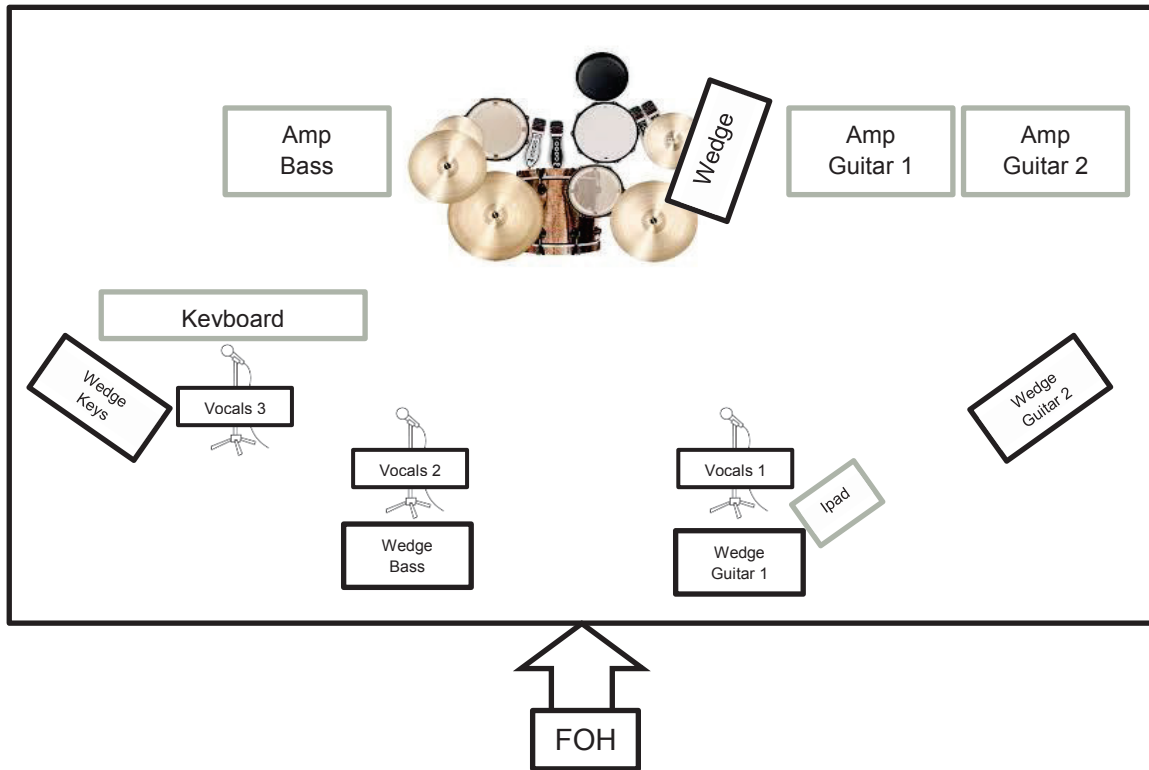 Amp
Bass
Wedge
Amp
Guitar 1
Amp
Guitar 2
Kevboard
Wedge
Keys
Vocals 3
Wedge
Guitar 2
Vocals 2
Vocals 1
Ipad
Wedge
Bass
Wedge
Guitar 1
FOH